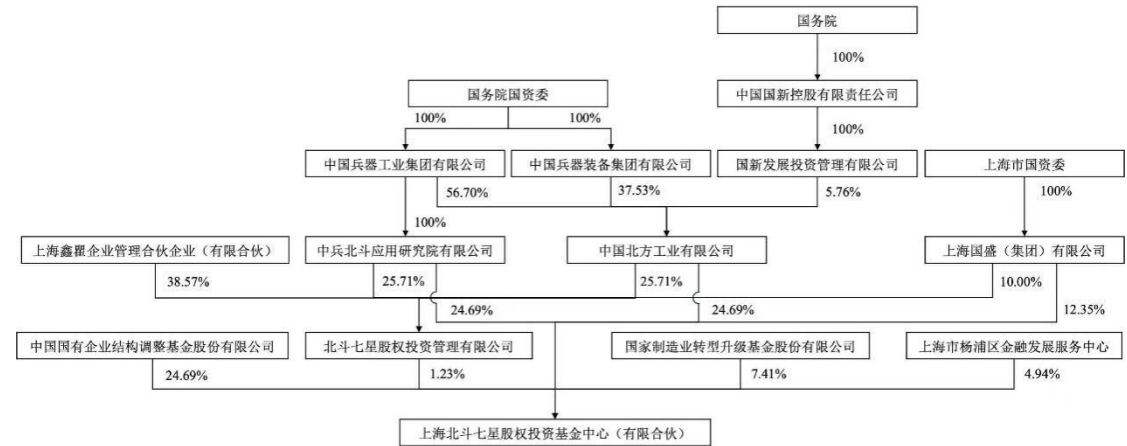 国务院
100%
国务院国资委
中国国新控股有限责任公司
100%
100%
100%
中国兵器工业集团有限公司
中国兵器装备集团有限公司
国新发展投资管理有限公司
上海市国资委
56.70%
37.53%
5.76%
100%
100%
上海鑫瞿企业管理合伙企业（有限合伙）
中兵北斗应用研究院有限公司
中国北方工业有限公司
上海国盛（集团）有限公司
38.57%
25.71%
25.71%
10.00%
24.69%
24.69%
12.35%
中国国有企业结构调整基金股份有限公司
北斗七星股权投资管理有限公司
国家制造业转型升级基金股份有限公司
上海市杨浦区金融发展服务中心
24.69%
1.23%
7.41%
4.94%
上海北斗七星股权投资基金中心（有限合伙）